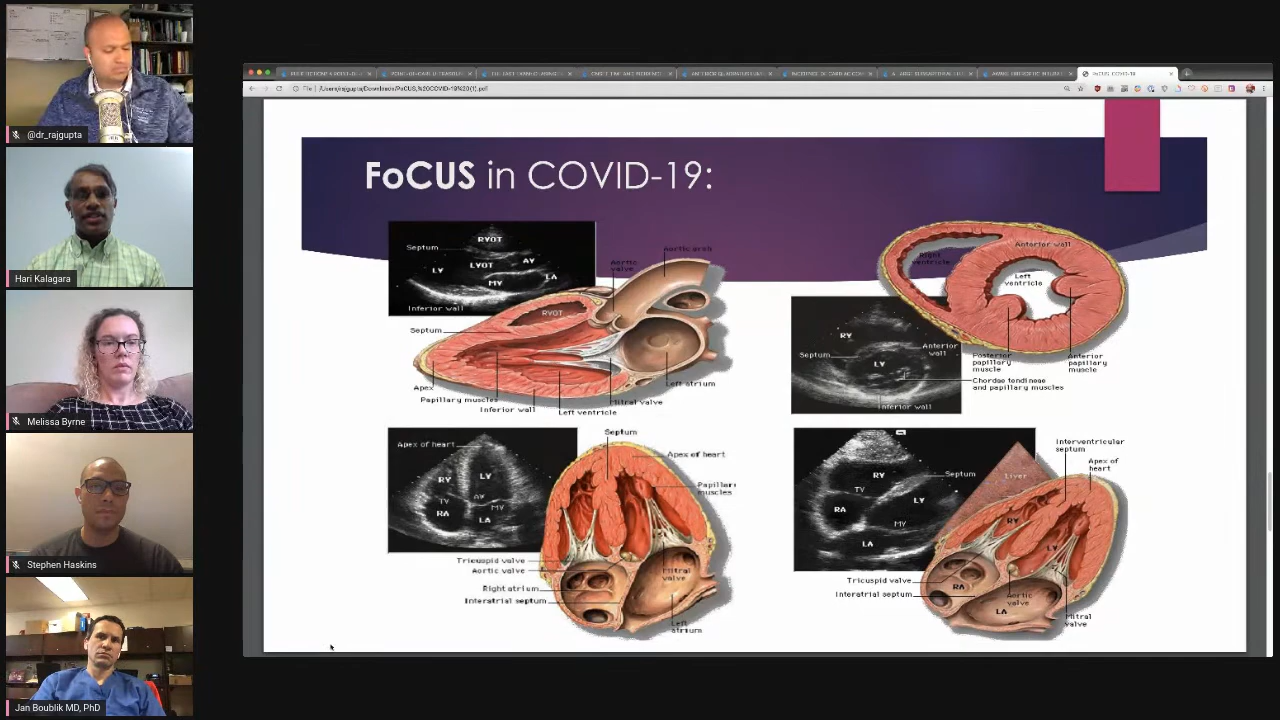 @dr_rajgupta
Hari Kalagara
Melissa Byrne
Stephen Haskins
Jan Boublik MD, PhD
FoCUS in COVID-19:
RVOT
Septum
LV
LVOT
AV
MV
LA
Inferior wall
Aortic arch
Aortic
valve
RVOT
Septum
Apex
Papillary muscles
Inferior wall
Left ventricle
Mitral valve
Left atrium
Anterior wall
Right
ventricle
Left
ventricle
Posterior
papillary
muscle
Anterior
papillary
muscle
RV
Septum
Anterior
wall
LV
Chordae tendineae
and papillary muscles
Inferior wall
Apex of heart
RV
LV
TV
AV
MV
RA
LA
Septum
Apex of heart
Papillary
muscles
Tricuspid valve
Aortic valve
Right atrium
Interatrial septum
Mitral
valve
Left
atrium
RV
Septum
TV
LV
RA
MV
LA
Interventricular
septum
Apex of
heart
Liver
RV
LV
Tricuspid valve
Interatrial septum
RA
LA
Aortic
valve
Mitral
valve